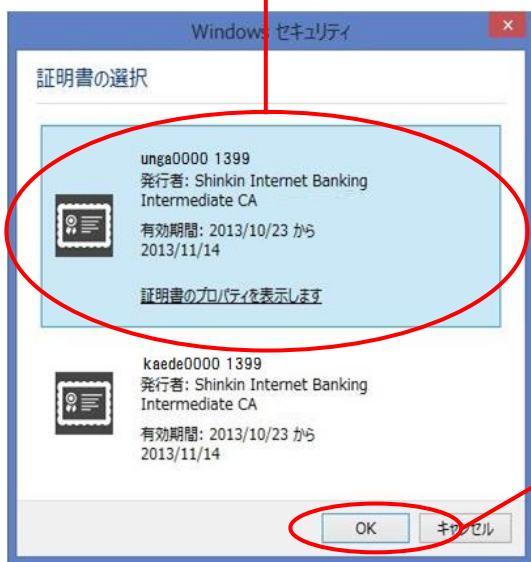 Windows セキュリティ
証明書の選択
unga0000 1399
発行者: Shinkin Internet Banking
Intermediate CA
有効期間: 2013/10/23 から
2013/11/14
証明書のプロパティを表示します
kaede0000 1399
発行者: Shinkin Internet Banking
Intermediate CA
有効期間: 2013/10/23 から
2013/11/14
OK キャンセル